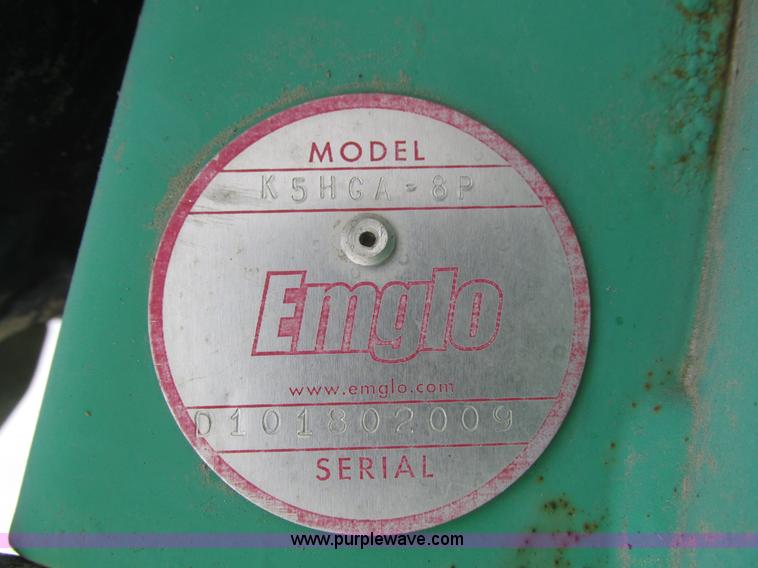 MODEL
K5HGA-8P
Emglo
www.emglo.com
D101802009
SERIAL
www.purplewave.com